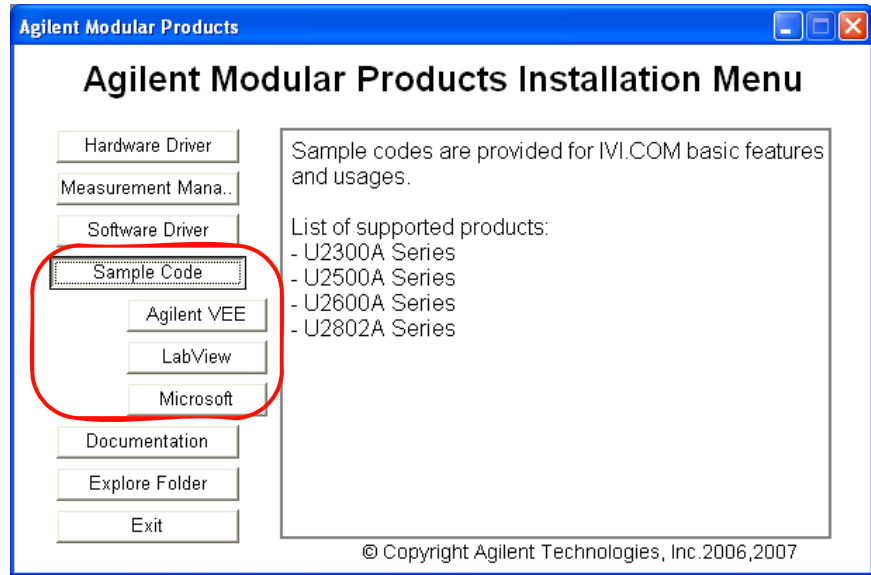 Agilent Modular Products
Agilent Modular Products Installation Menu
Hardware Driver
Measurement Mana..
Software Driver
Sample Code
Agilent VEE
LabView
Microsoft
Documentation
Explore Folder
Exit
Sample codes are provided for IVI.COM basic features
and usages.
List of supported products:
- U2300A Series
- U2500A Series
- U2600A Series
- U2802A Series
© Copyright Agilent Technologies, Inc.2006,2007